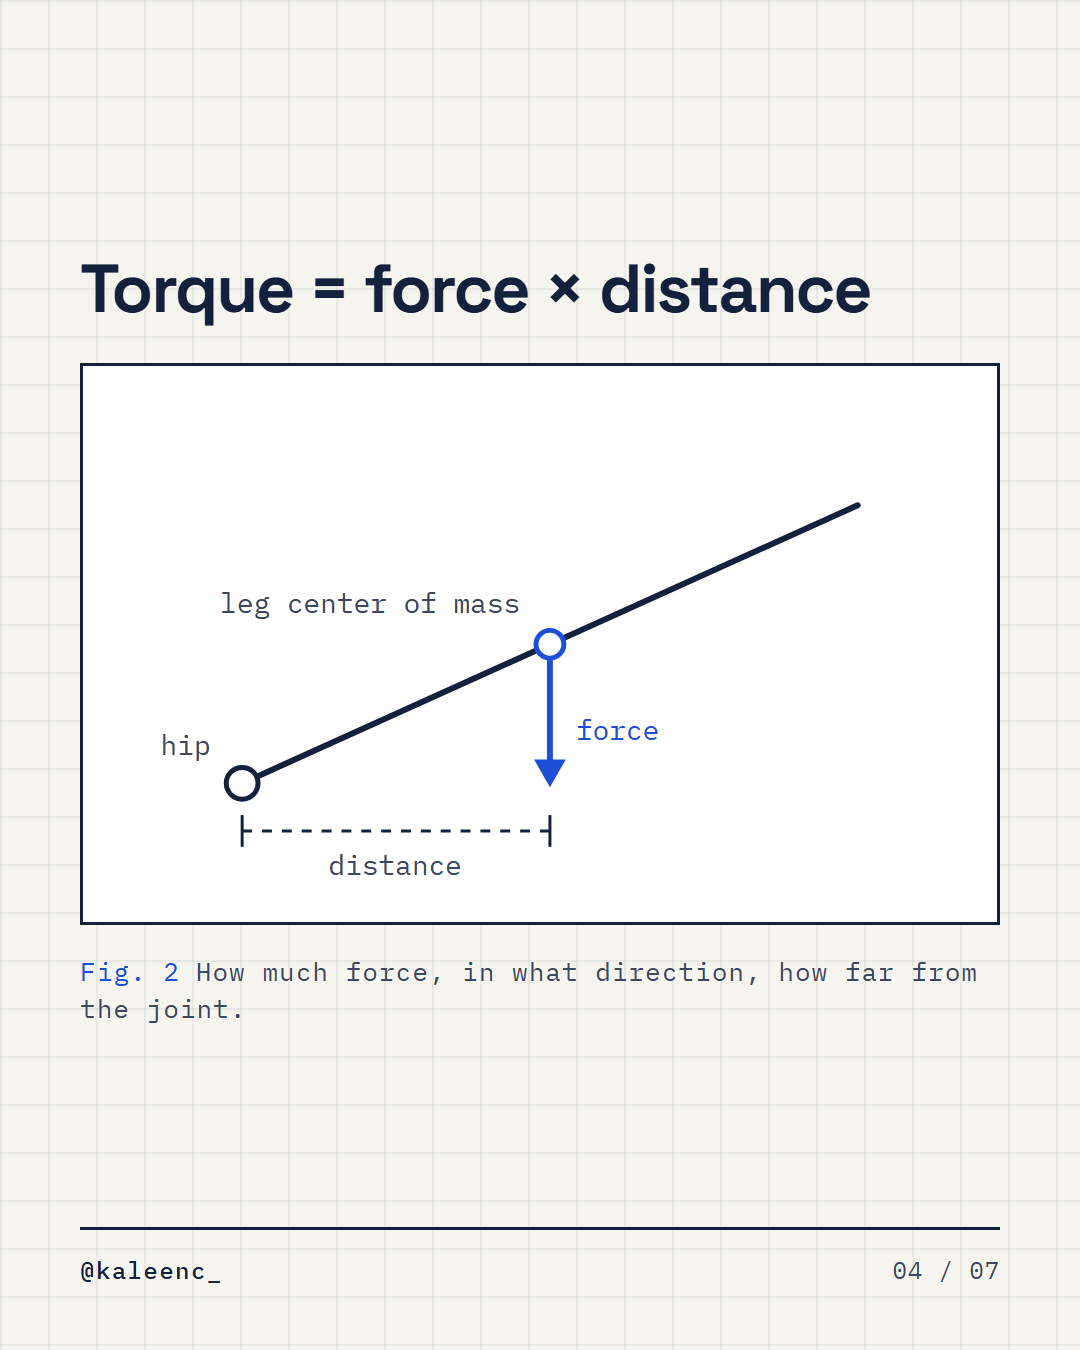 Torque = force × distance
leg center of mass
hip
force
distance
Fig. 2 How much force, in what direction, how far from
the joint.
@kaleenc_
04 / 07